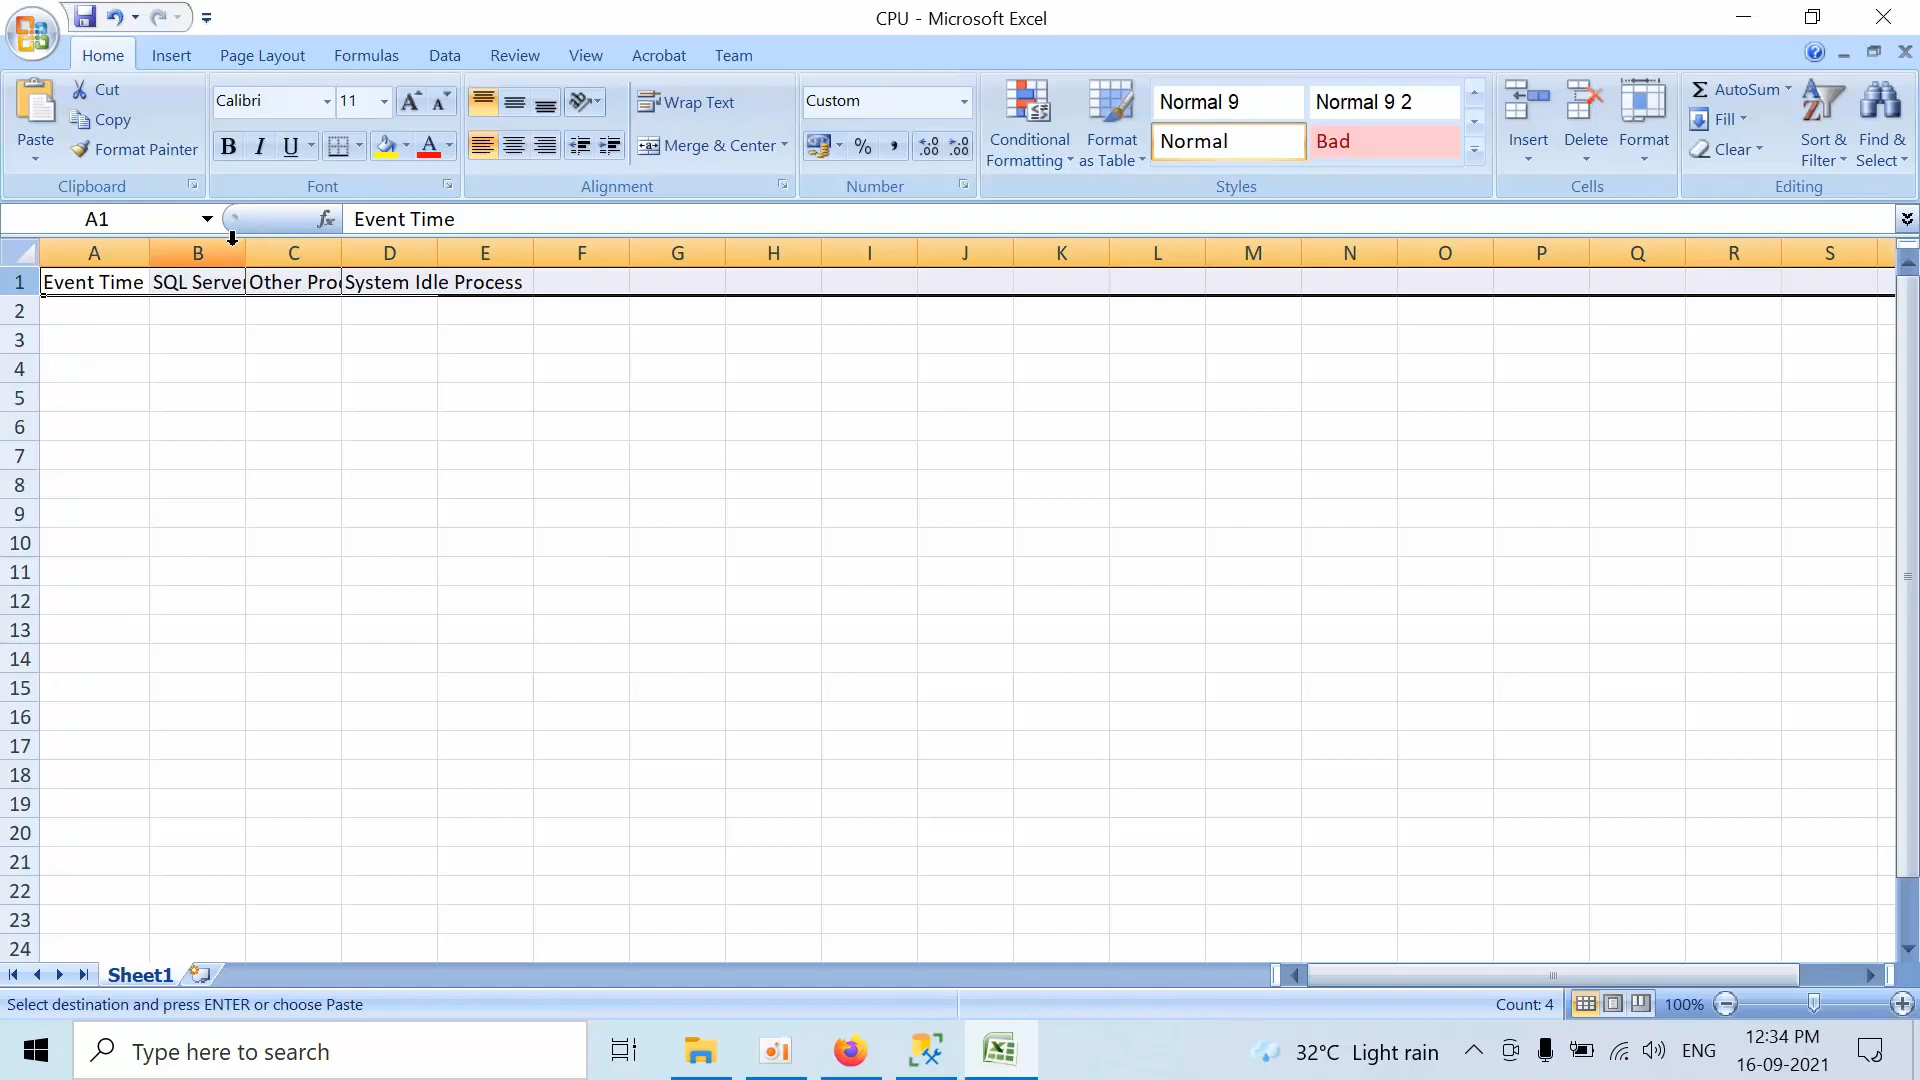 CPU - Microsoft Excel
Home Insert Page Layout Formulas Data Review View Acrobat Team
Paste
Cut
Copy
Format Painter
Clipboard
Calibri 11
B I U
Font
Wrap Text
Merge & Center
Alignment
Custom
%
Number
Conditional Formatting
Format as Table
Normal 9 Normal 9 2
Normal Bad
Styles
Insert Delete Format
Cells
AutoSum
Fill
Clear
Sort & Filter
Find & Select
Editing
A1 fx Event Time
A B C D E F G H I J K L M N O P Q R S
1 Event Time SQL Server Other Proc System Idle Process
2
3
4
5
6
7
8
9
10
11
12
13
14
15
16
17
18
19
20
21
22
23
24
Sheet1
Select destination and press ENTER or choose Paste Count: 4 100%
Type here to search 32°C Light rain ENG 12:34 PM
16-09-2021